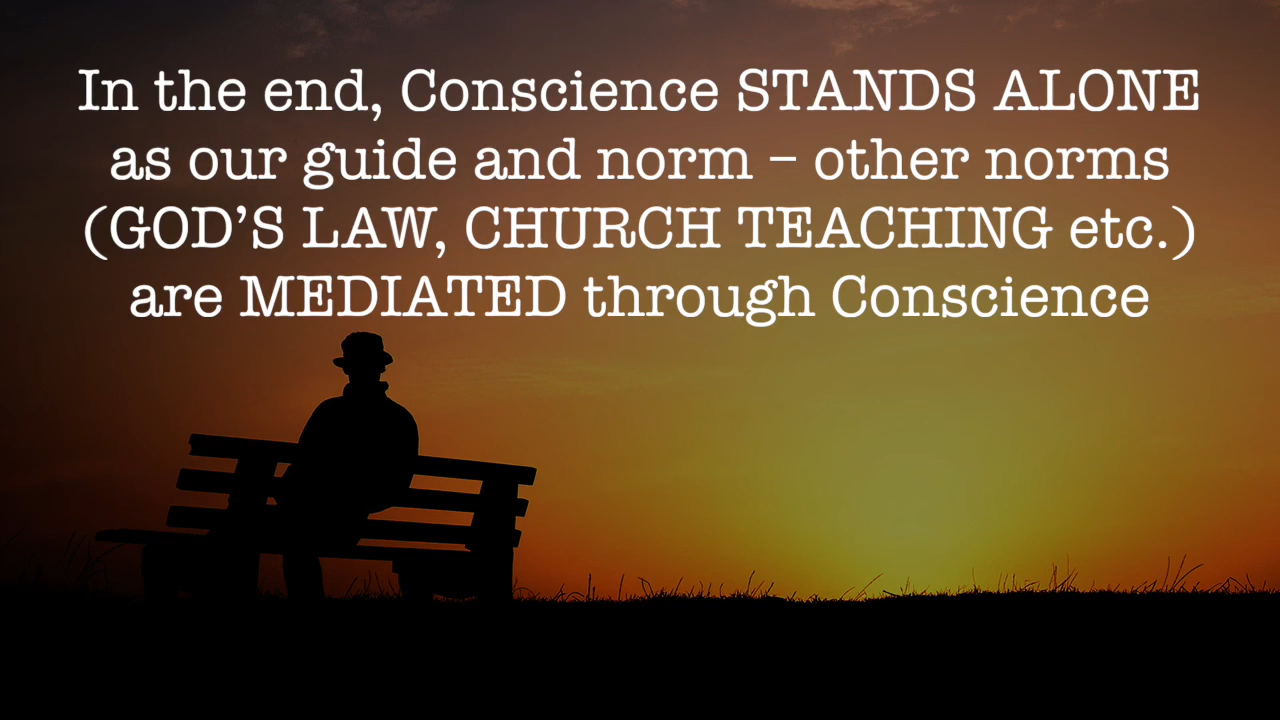 In the end, Conscience STANDS ALONE
as our guide and norm – other norms
(GOD’S LAW, CHURCH TEACHING etc.)
are MEDIATED through Conscience